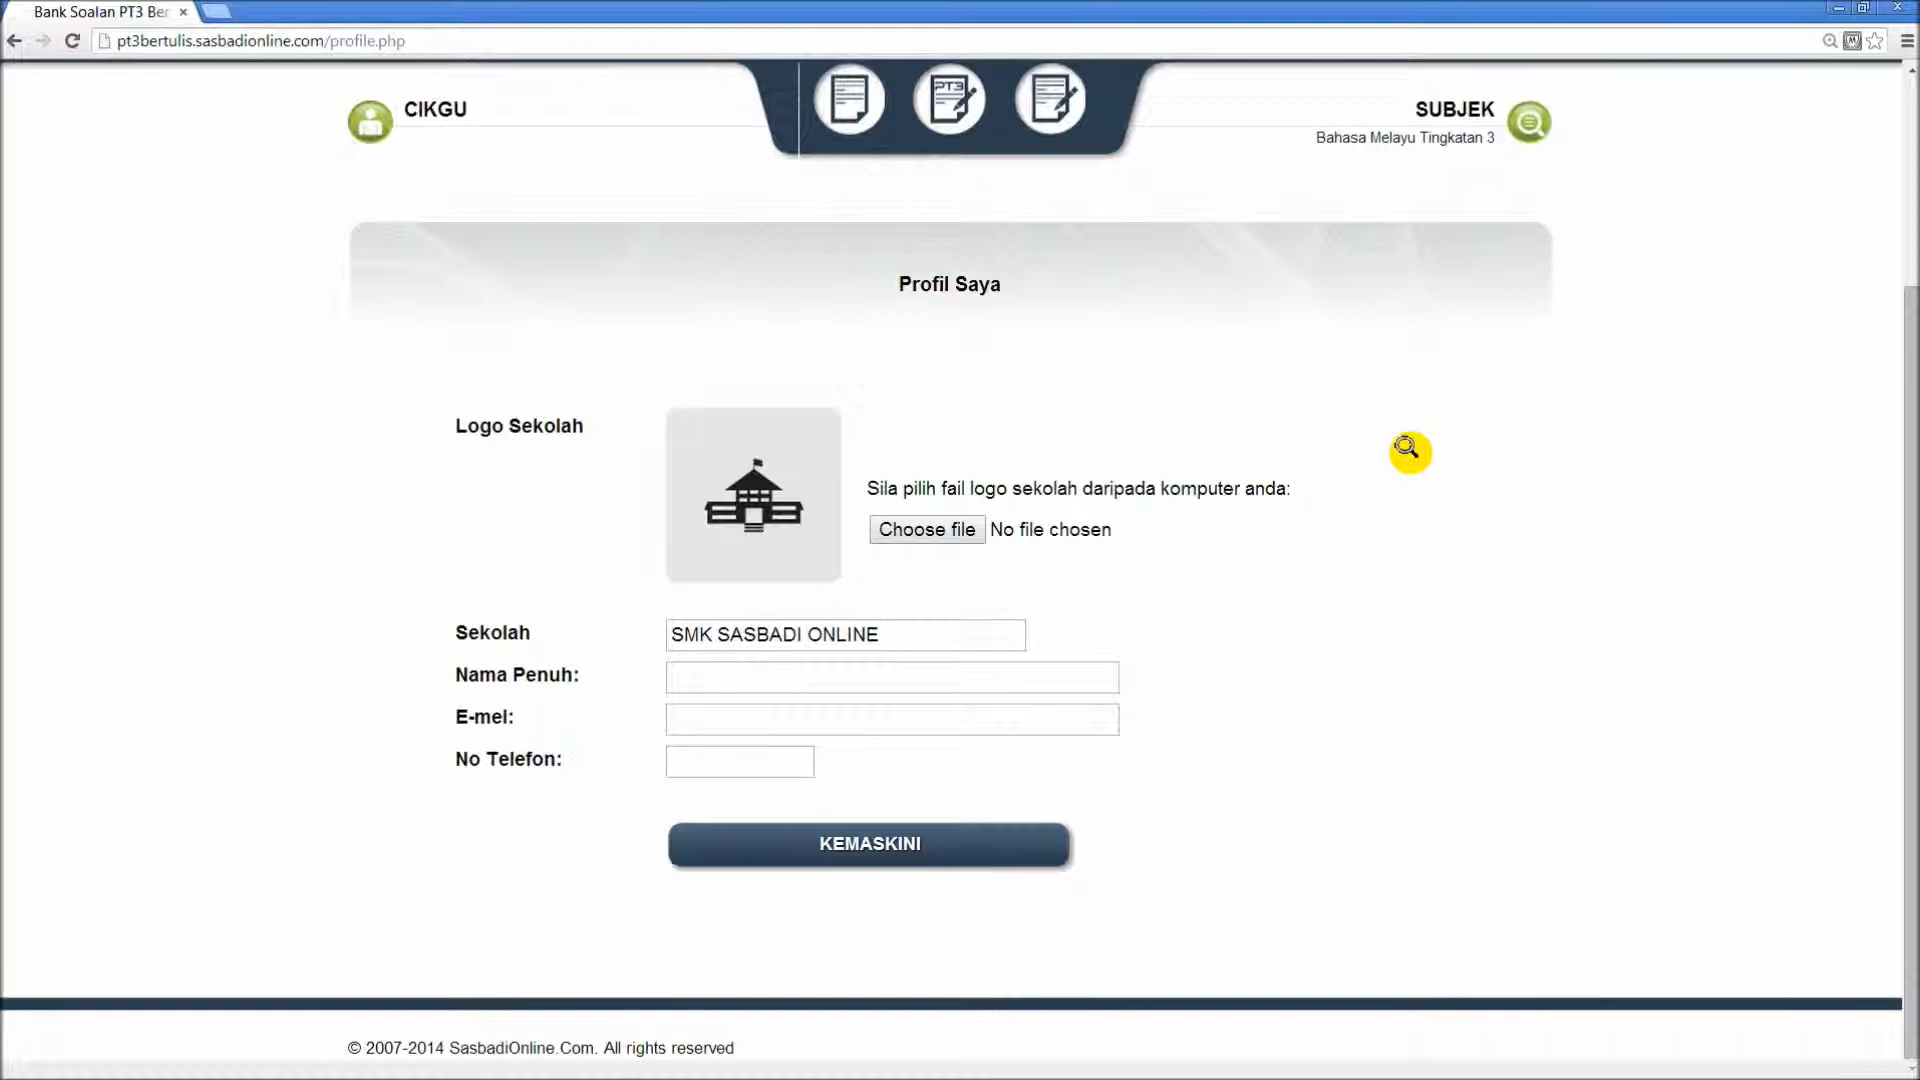 Bank Soalan PT3 Ber
pt3bertulis.sasbadionline.com/profile.php
CIKGU
PT3
SUBJEK
Bahasa Melayu Tingkatan 3
Profil Saya
Logo Sekolah
Sila pilih fail logo sekolah daripada komputer anda:
Choose file No file chosen
Sekolah SMK SASBADI ONLINE
Nama Penuh:
E-mel:
No Telefon:
KEMASKINI
© 2007-2014 SasbadiOnline.Com. All rights reserved